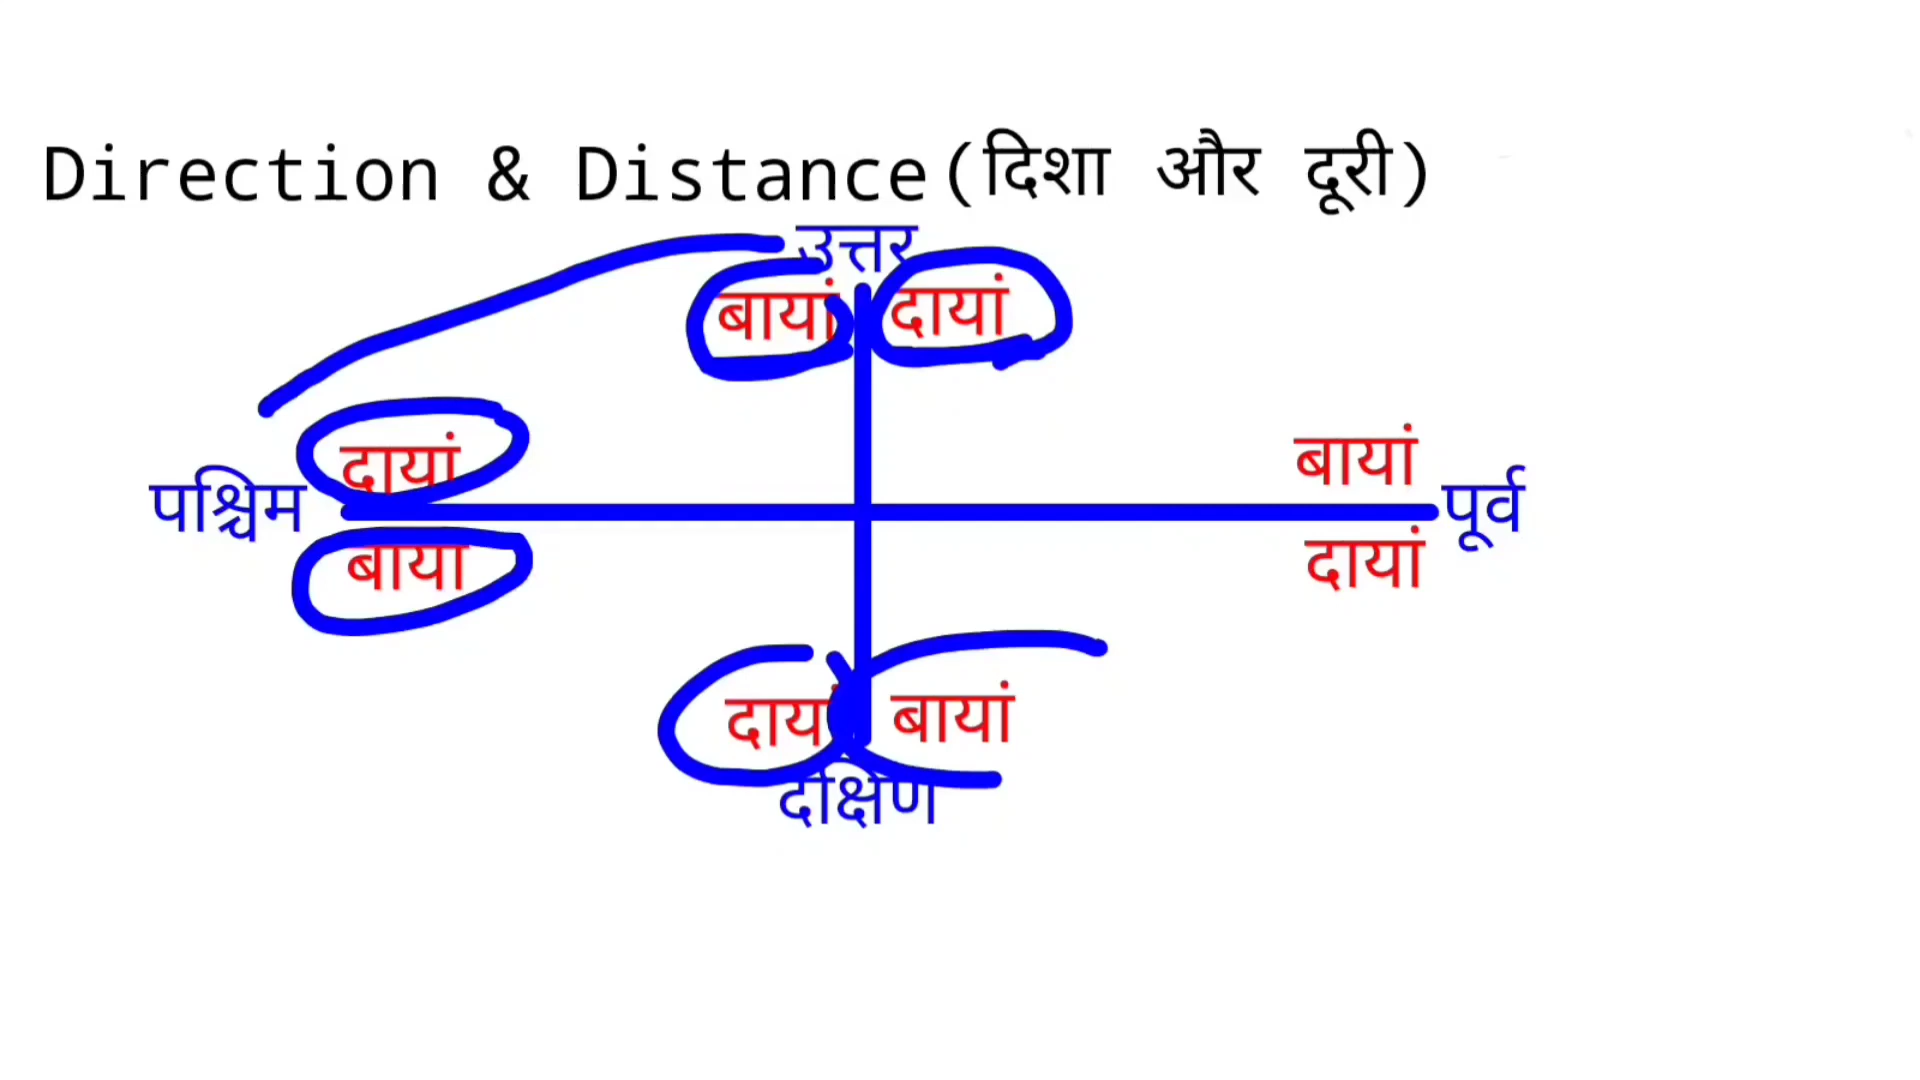 Direction & Distance(दिशा और दूरी)
उत्तर
बायां दायां
दायां बायां
पश्चिम पूर्व
बायां दायां
दायां बायां
दक्षिण